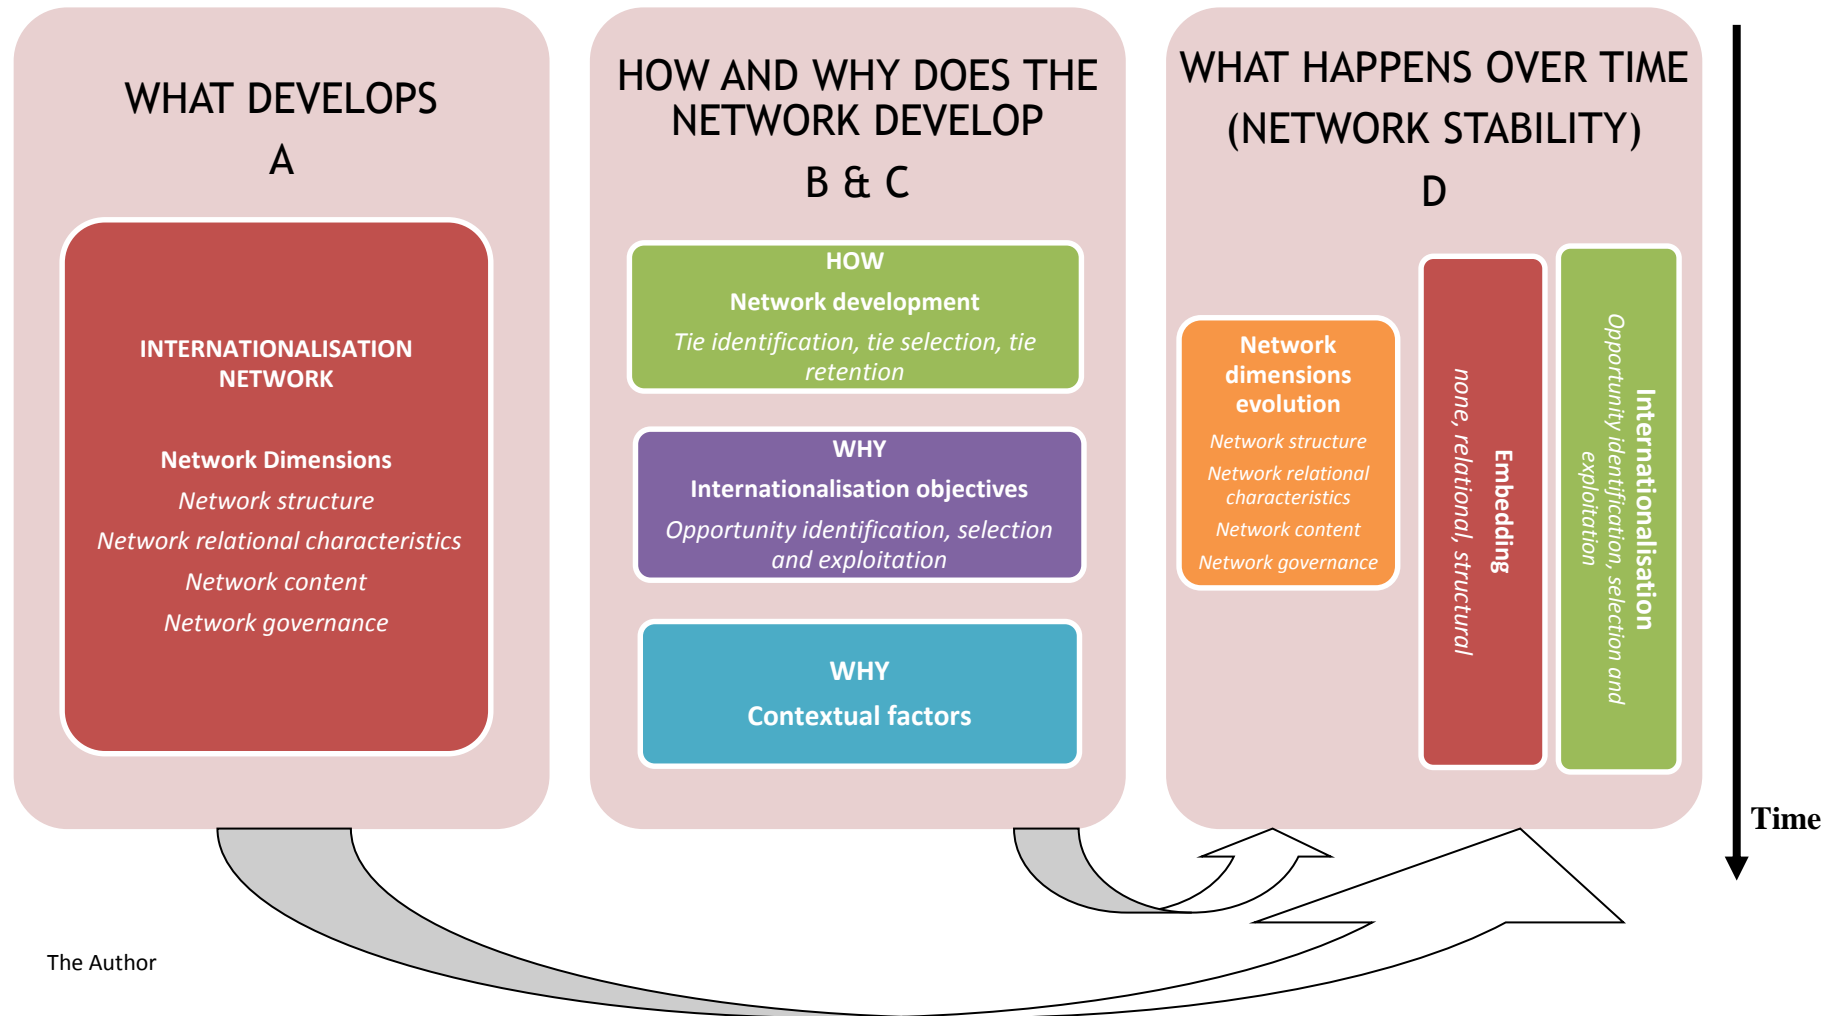 WHAT DEVELOPS
A
INTERNATIONALISATION
NETWORK
Network Dimensions
Network structure
Network relational characteristics
Network content
Network governance
HOW AND WHY DOES THE
NETWORK DEVELOP
B & C
HOW
Network development
Tie identification, tie selection, tie
retention
WHY
Internationalisation objectives
Opportunity identification, selection
and exploitation
WHY
Contextual factors
WHAT HAPPENS OVER TIME
(NETWORK STABILITY)
D
Network
dimensions
evolution
Network structure
Network relational
characteristics
Network content
Network governance
Embedding
none, relational, structural
Internationalisation
Opportunity identification, selection and
exploitation
Time
The Author